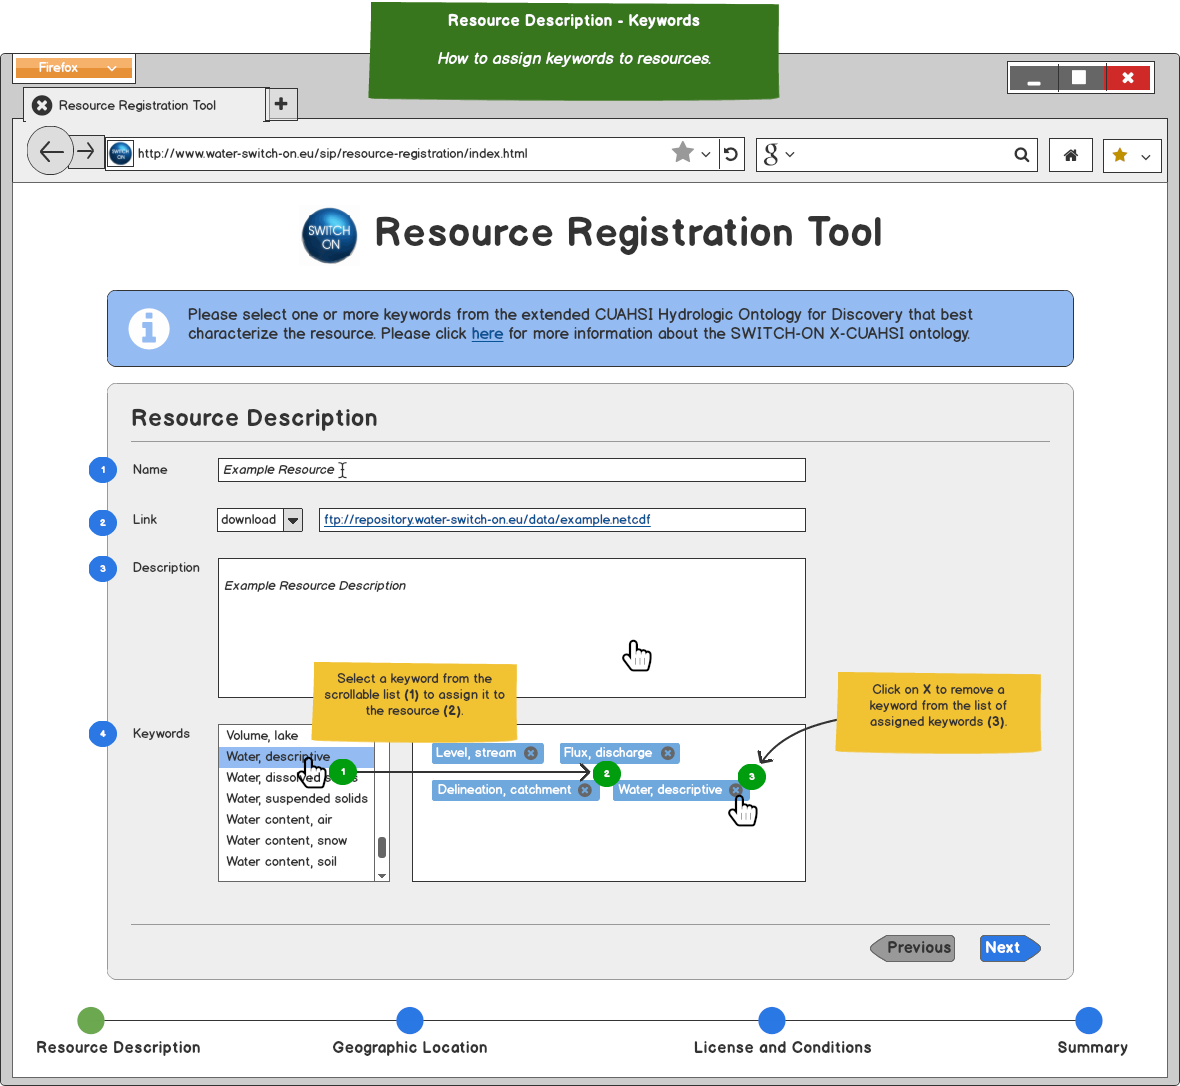 Resource Description - Keywords
How to assign keywords to resources.
Firefox
Resource Registration Tool
http://www.water-switch-on.eu/sip/resource-registration/index.html
g
SWITCH ON
Resource Registration Tool
Please select one or more keywords from the extended CUAHSI Hydrologic Ontology for Discovery that best
characterize the resource. Please click here for more information about the SWITCH-ON X-CUAHSI ontology.
Resource Description
1 Name Example Resource
2 Link download ftp://repository.water-switch-on.eu/data/example.netcdf
3 Description
Example Resource Description
Select a keyword from the
scrollable list (1) to assign it to
the resource (2).
Click on X to remove a
keyword from the list of
assigned keywords (3).
4 Keywords
Volume, lake
Water, descriptive
Water, dissolved
Water, suspended solids
Water content, air
Water content, snow
Water content, soil
1
2
3
Level, stream
Flux, discharge
Delineation, catchment
Water, descriptive
Previous
Next
Resource Description
Geographic Location
License and Conditions
Summary